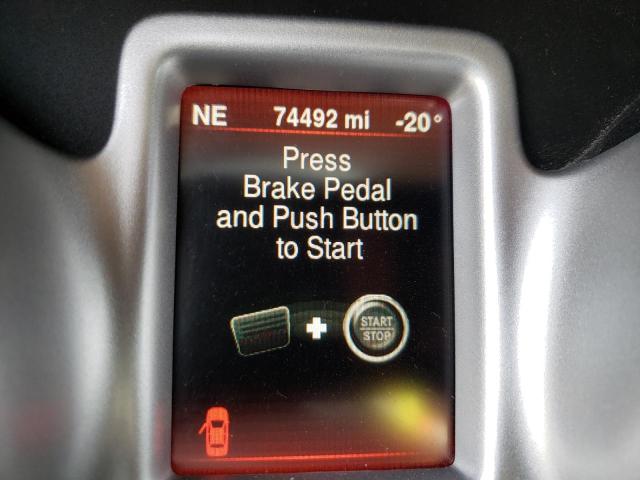 NE 74492 mi -20°
Press
Brake Pedal
and Push Button
to Start
START
STOP